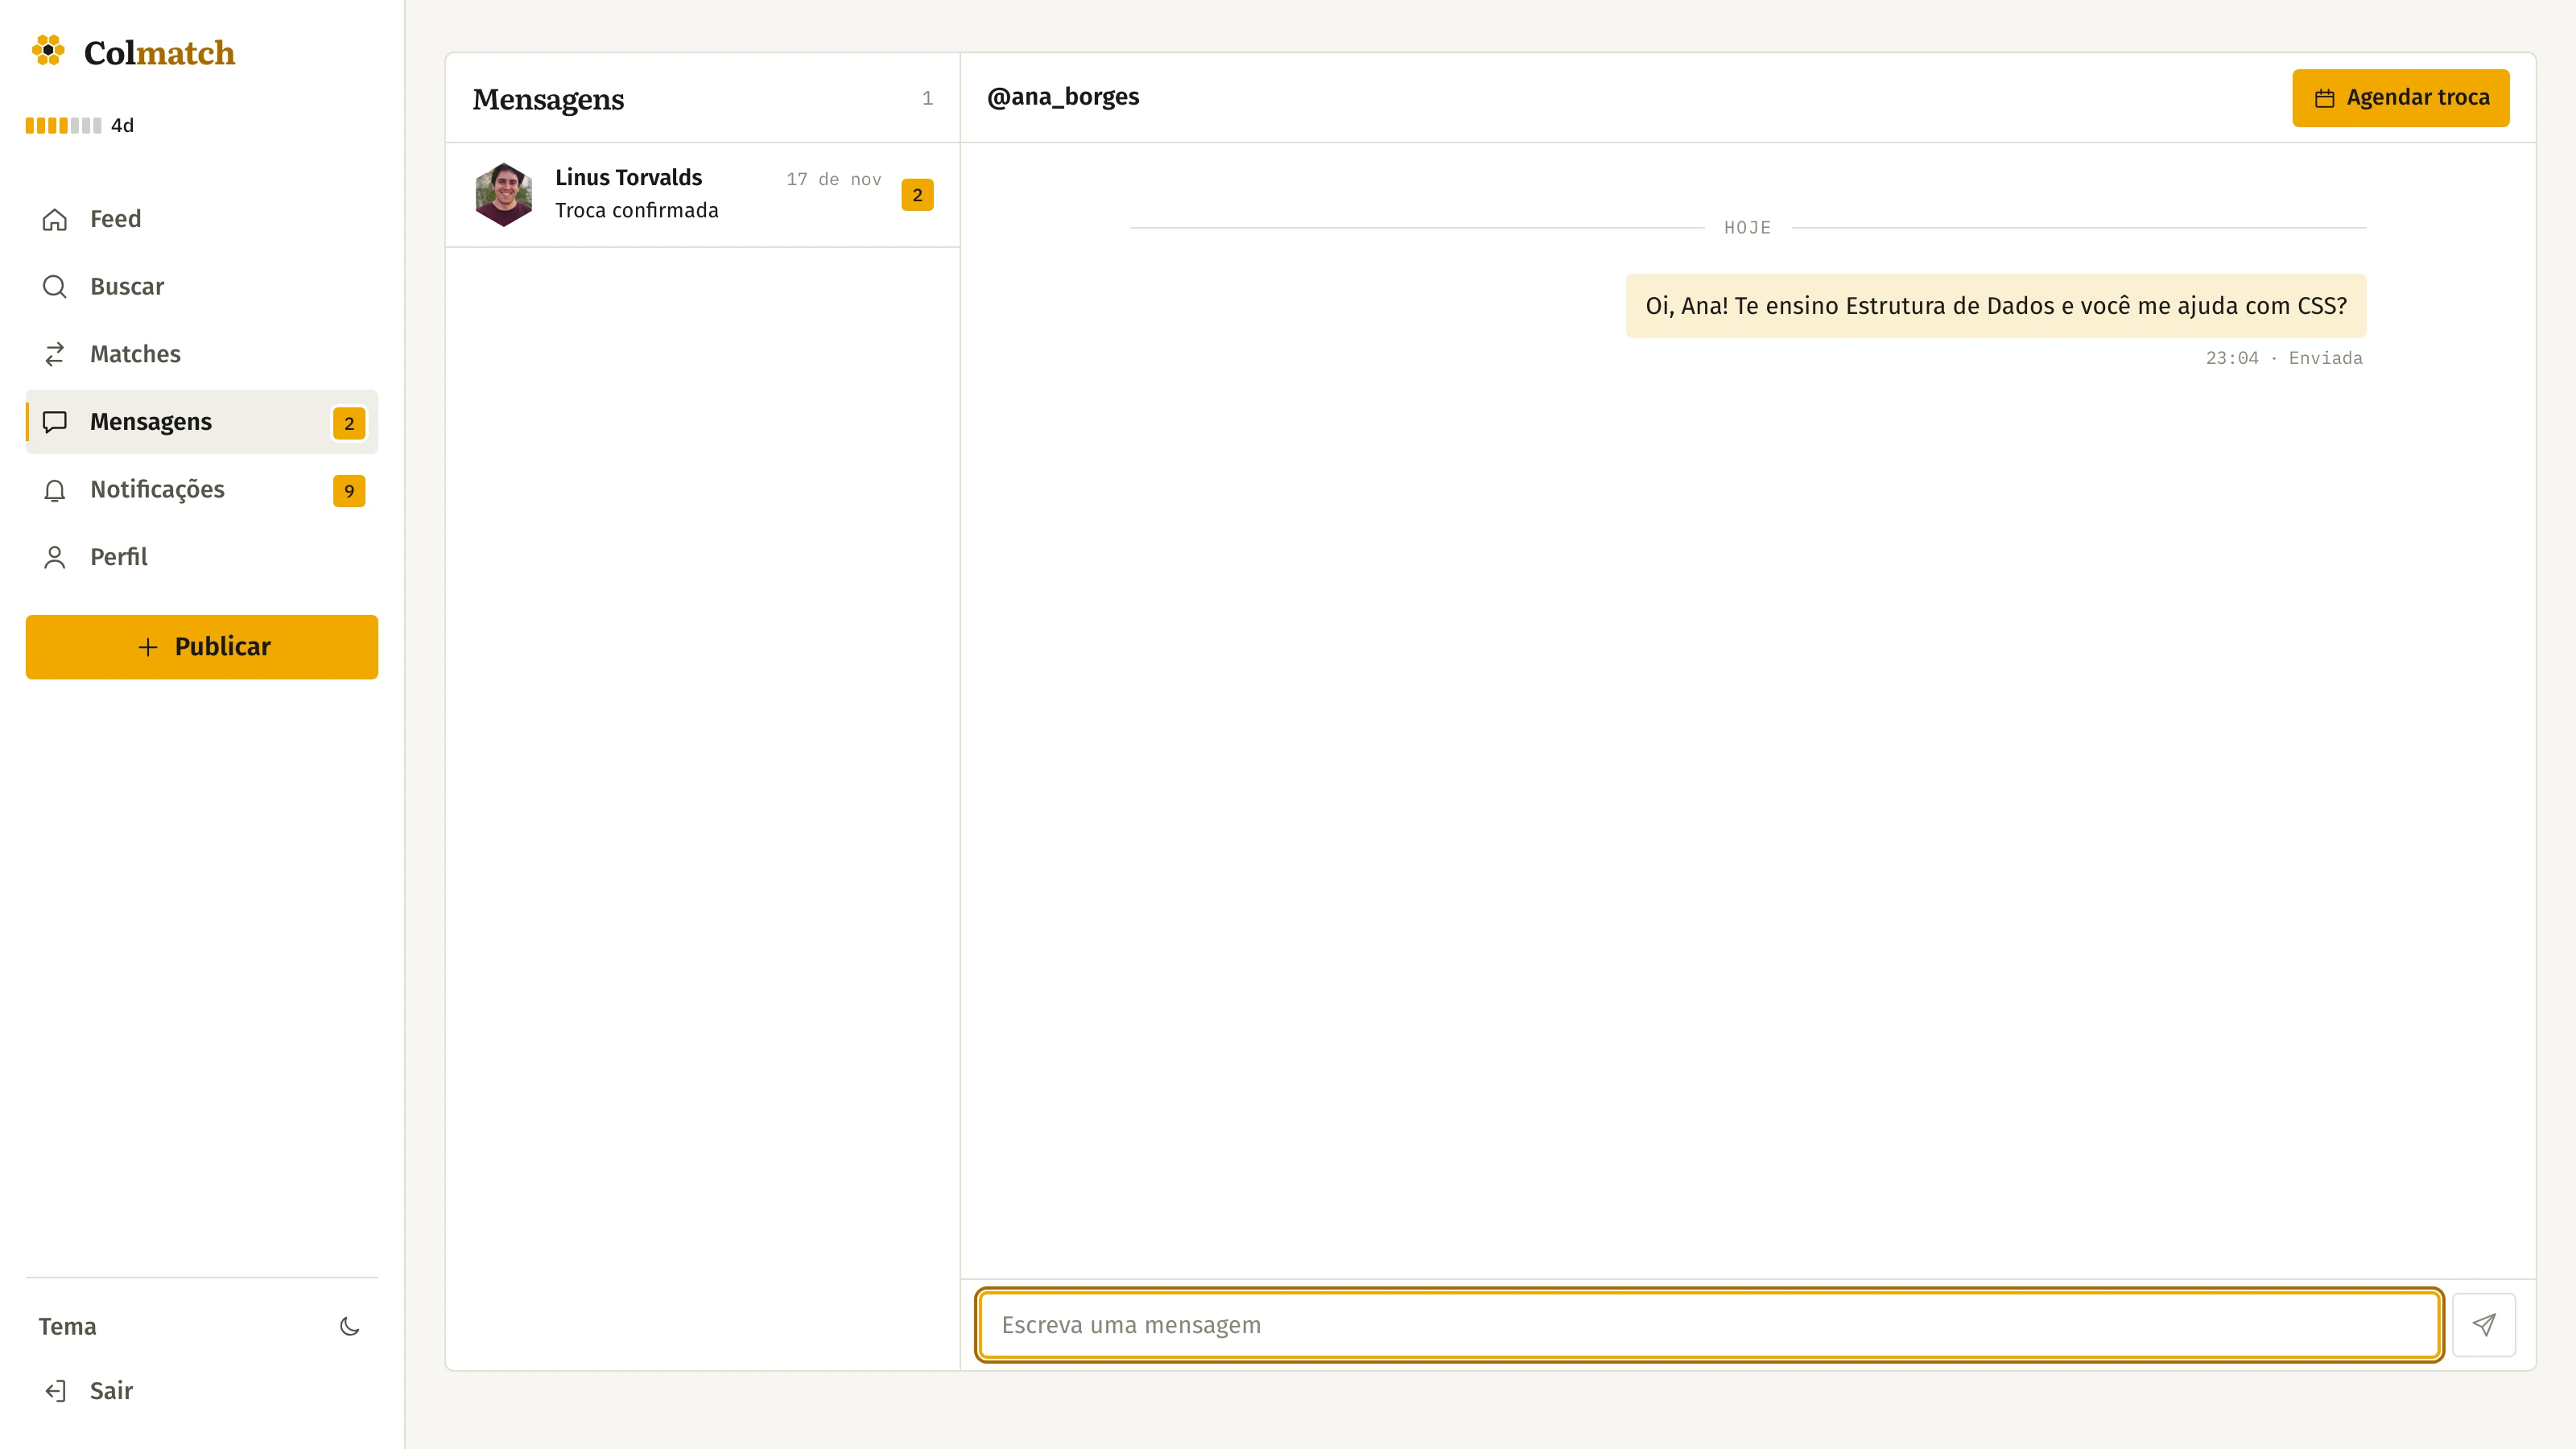 Colmatch
4d
Feed
Buscar
Matches
Mensagens 2
Notificações 9
Perfil
+ Publicar
Tema
Sair
Mensagens 1
Linus Torvalds 17 de nov
Troca confirmada 2
@ana_borges
Agendar troca
HOJE
Oi, Ana! Te ensino Estrutura de Dados e você me ajuda com CSS?
23:04 · Enviada
Escreva uma mensagem